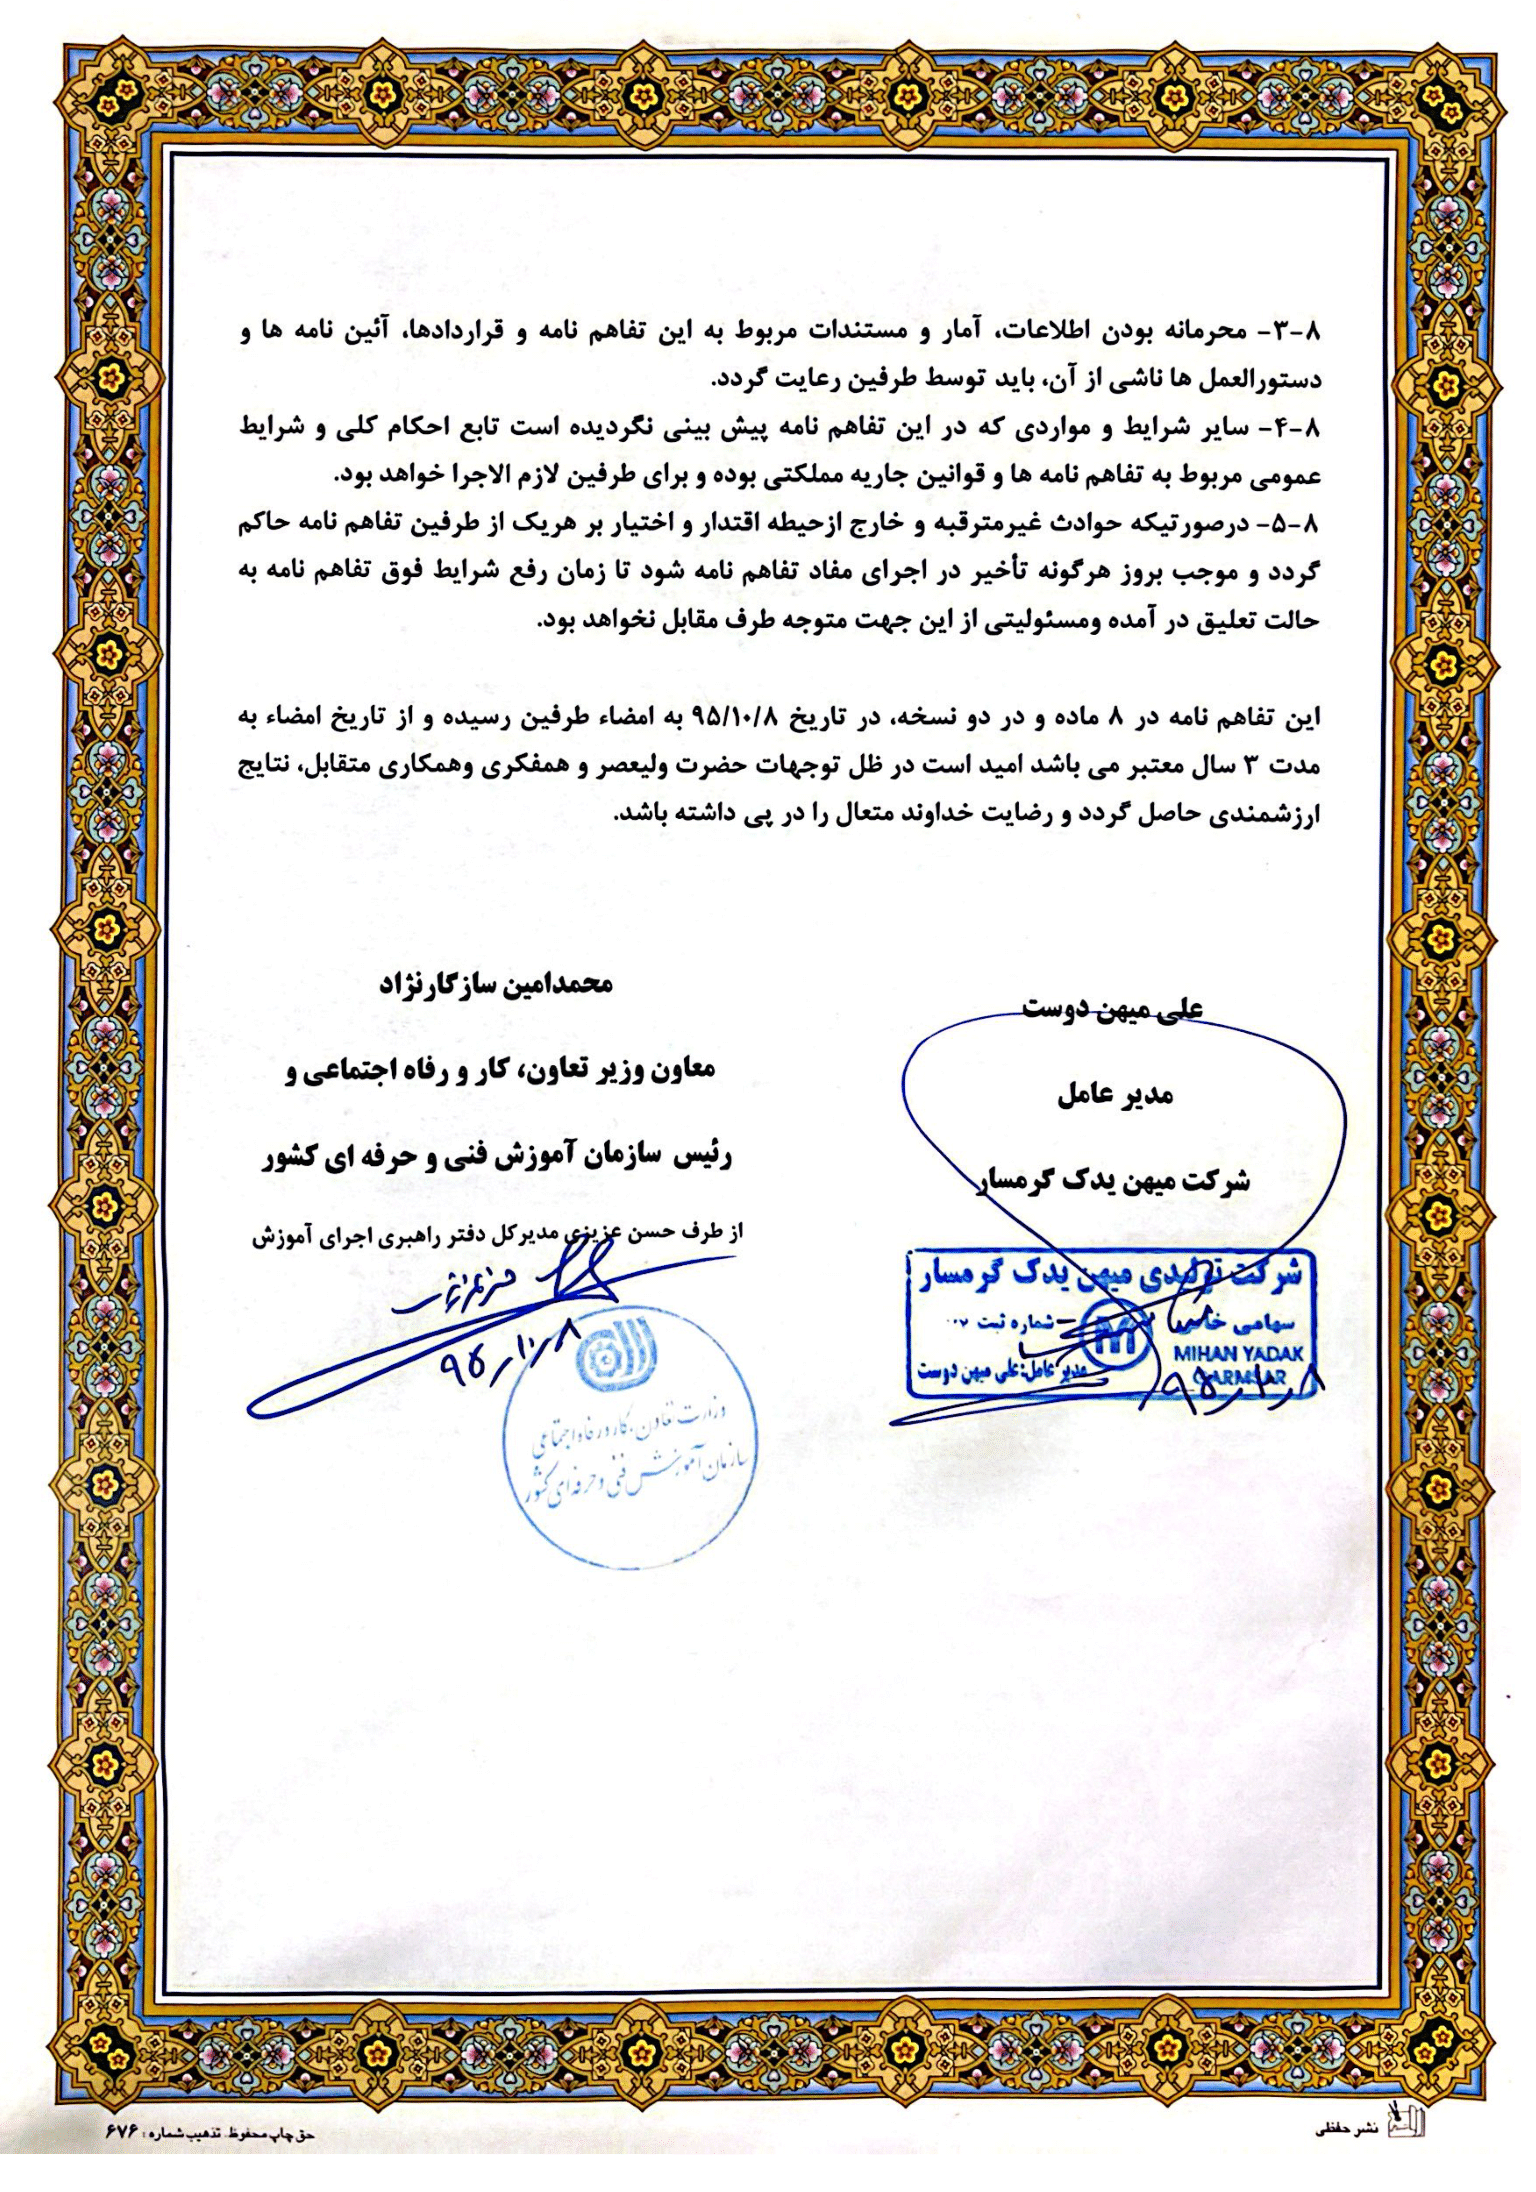 ۳-۸- محرمانه بودن اطلاعات، آمار و مستندات مربوط به این تفاهم نامه و قراردادها، آئین نامه ها و
دستورالعمل ها ناشی از آن، باید توسط طرفین رعایت گردد.
۴-۸- سایر شرایط و مواردی که در این تفاهم نامه پیش بینی نگردیده است تابع احکام کلی و شرایط
عمومی مربوط به تفاهم نامه ها و قوانین جاریه مملکتی بوده و برای طرفین لازم الاجرا خواهد بود.
۵-۸- درصورتیکه حوادث غیرمترقبه و خارج ازحیطه اقتدار و اختیار بر هریک از طرفین تفاهم نامه حاکم
گردد و موجب بروز هرگونه تأخیر در اجرای مفاد تفاهم نامه شود تا زمان رفع شرایط فوق تفاهم نامه به
حالت تعلیق در آمده ومسئولیتی از این جهت متوجه طرف مقابل نخواهد بود.
این تفاهم نامه در ۸ ماده و در دو نسخه، در تاریخ ۹۵/۱۰/۸ به امضاء طرفین رسیده و از تاریخ امضاء به
مدت ۳ سال معتبر می باشد امید است در ظل توجهات حضرت ولیعصر و همفکری وهمکاری متقابل، نتایج
ارزشمندی حاصل گردد و رضایت خداوند متعال را در پی داشته باشد.
علی میهن دوست
مدیر عامل
شرکت میهن یدک گرمسار
شرکت تولیدی میهن یدک گرمسار
سهامی خاص - شماره ثبت
MIHAN YADAK
GARMSAR
مدیر عامل: علی میهن دوست
۹۵/۱۰/۸
محمدامین سازگارنژاد
معاون وزیر تعاون، کار و رفاه اجتماعی و
رئیس سازمان آموزش فنی و حرفه ای کشور
از طرف حسن عزیزی مدیرکل دفتر راهبری اجرای آموزش
۹۵/۱۰/۸
وزارت تعاون، کار و رفاه اجتماعی
سازمان آموزش فنی و حرفه ای کشور
نشر حفظی
حق چاپ محفوظ. تذهیب شماره : ۶۷۶